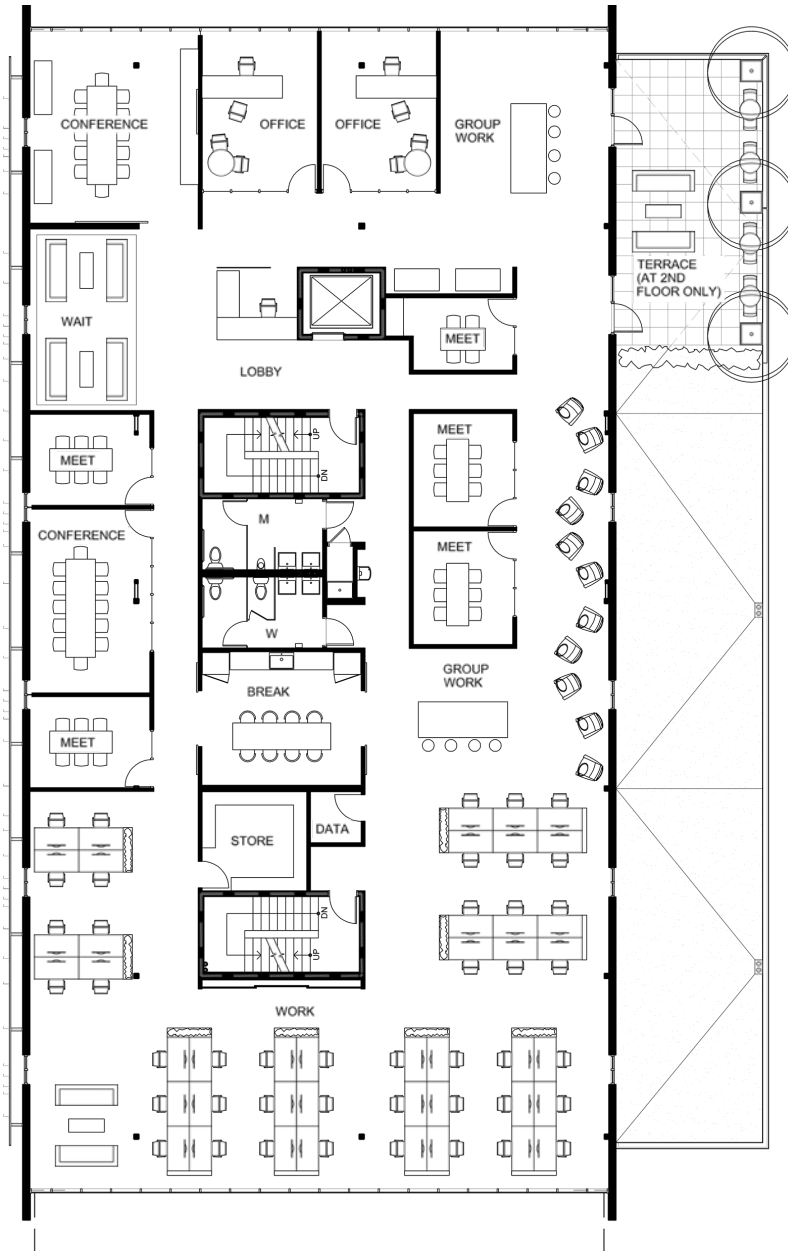 CONFERENCE
OFFICE
OFFICE
GROUP
WORK
TERRACE
(AT 2ND
FLOOR ONLY)
WAIT
MEET
LOBBY
UP
DN
MEET
MEET
M
CONFERENCE
MEET
W
GROUP
WORK
BREAK
MEET
STORE
DATA
DN
UP
WORK